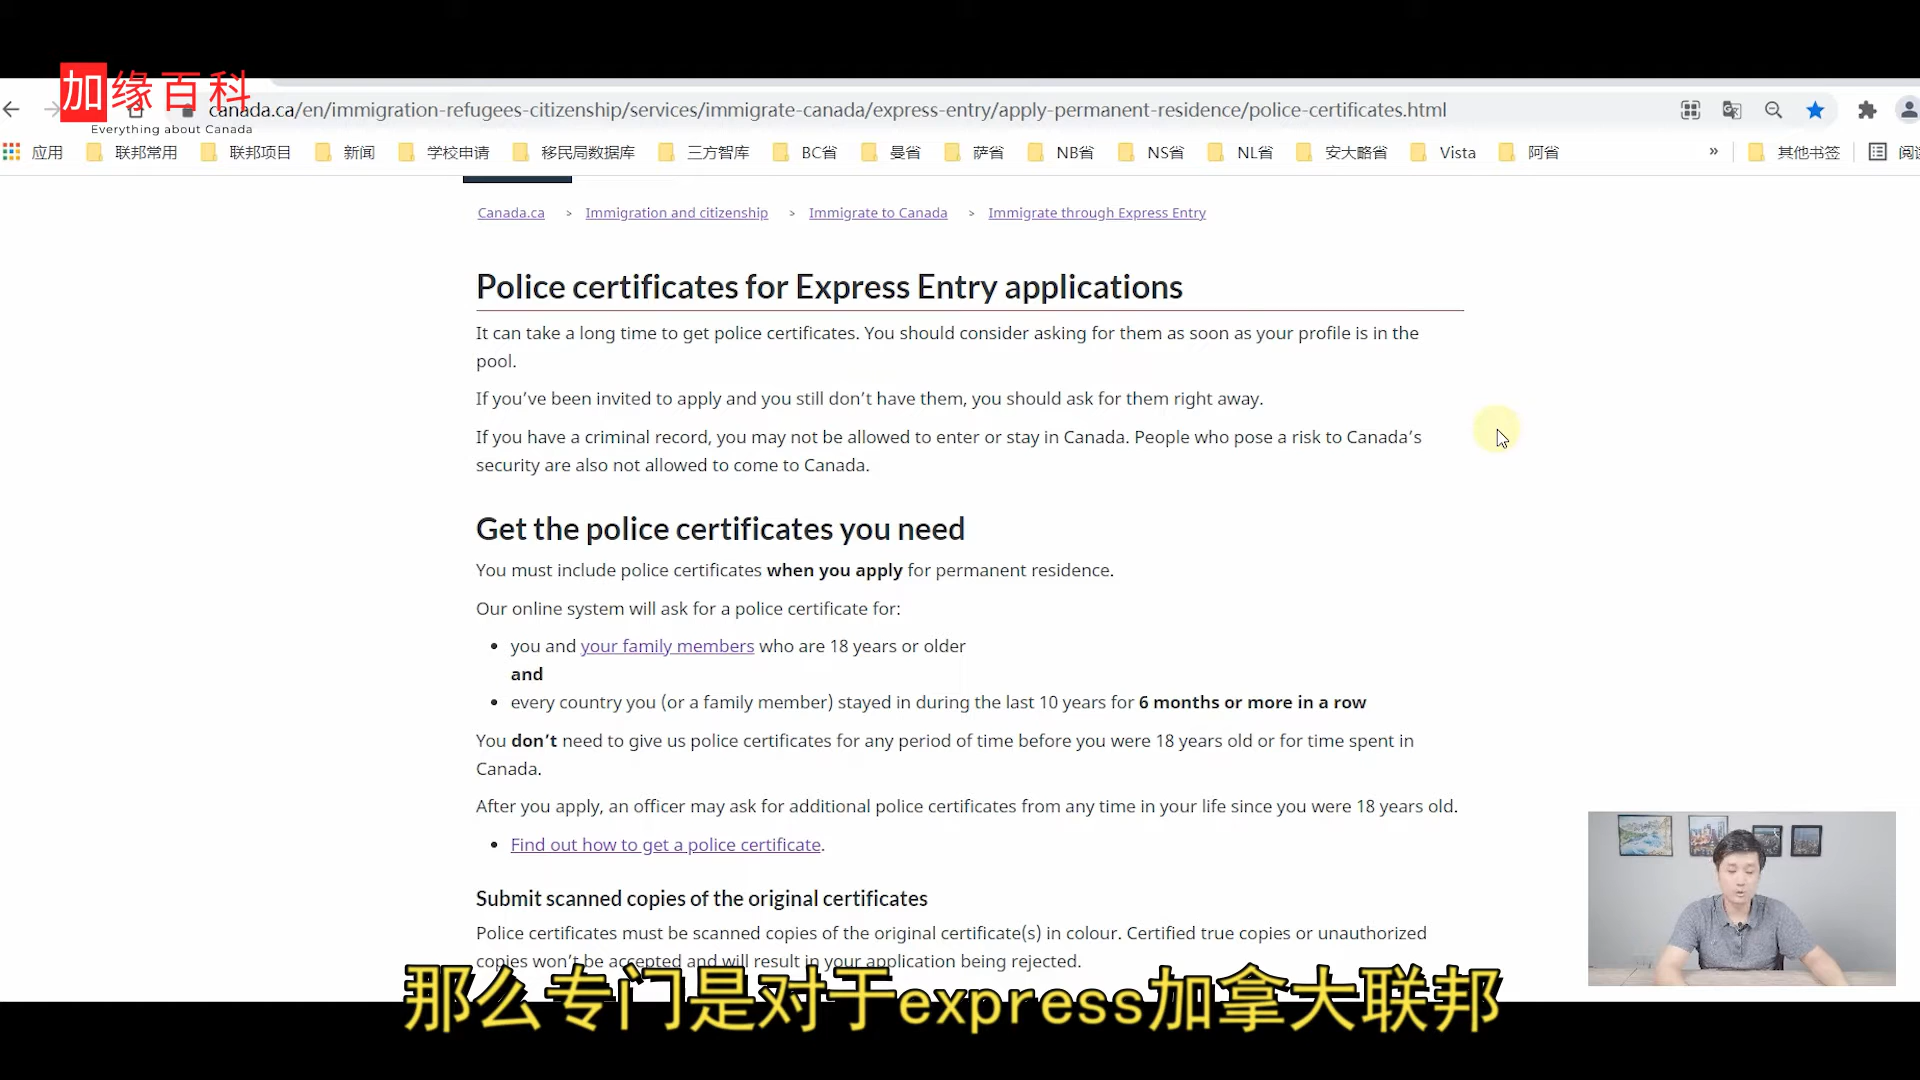 加缘百科
Everything about Canada
canada.ca/en/immigration-refugees-citizenship/services/immigrate-canada/express-entry/apply-permanent-residence/police-certificates.html
应用 联邦常用 联邦项目 新闻 学校申请 移民局数据库 三方智库 BC省 曼省 萨省 NB省 NS省 NL省 安大略省 Vista 阿省 » 其他书签
Canada.ca > Immigration and citizenship > Immigrate to Canada > Immigrate through Express Entry
Police certificates for Express Entry applications
It can take a long time to get police certificates. You should consider asking for them as soon as your profile is in the
pool.
If you’ve been invited to apply and you still don’t have them, you should ask for them right away.
If you have a criminal record, you may not be allowed to enter or stay in Canada. People who pose a risk to Canada’s
security are also not allowed to come to Canada.
Get the police certificates you need
You must include police certificates when you apply for permanent residence.
Our online system will ask for a police certificate for:
• you and your family members who are 18 years or older
and
• every country you (or a family member) stayed in during the last 10 years for 6 months or more in a row
You don’t need to give us police certificates for any period of time before you were 18 years old or for time spent in
Canada.
After you apply, an officer may ask for additional police certificates from any time in your life since you were 18 years old.
• Find out how to get a police certificate.
Submit scanned copies of the original certificates
Police certificates must be scanned copies of the original certificate(s) in colour. Certified true copies or unauthorized
copies won’t be accepted and will result in your application being rejected.
那么专门是对于express加拿大联邦